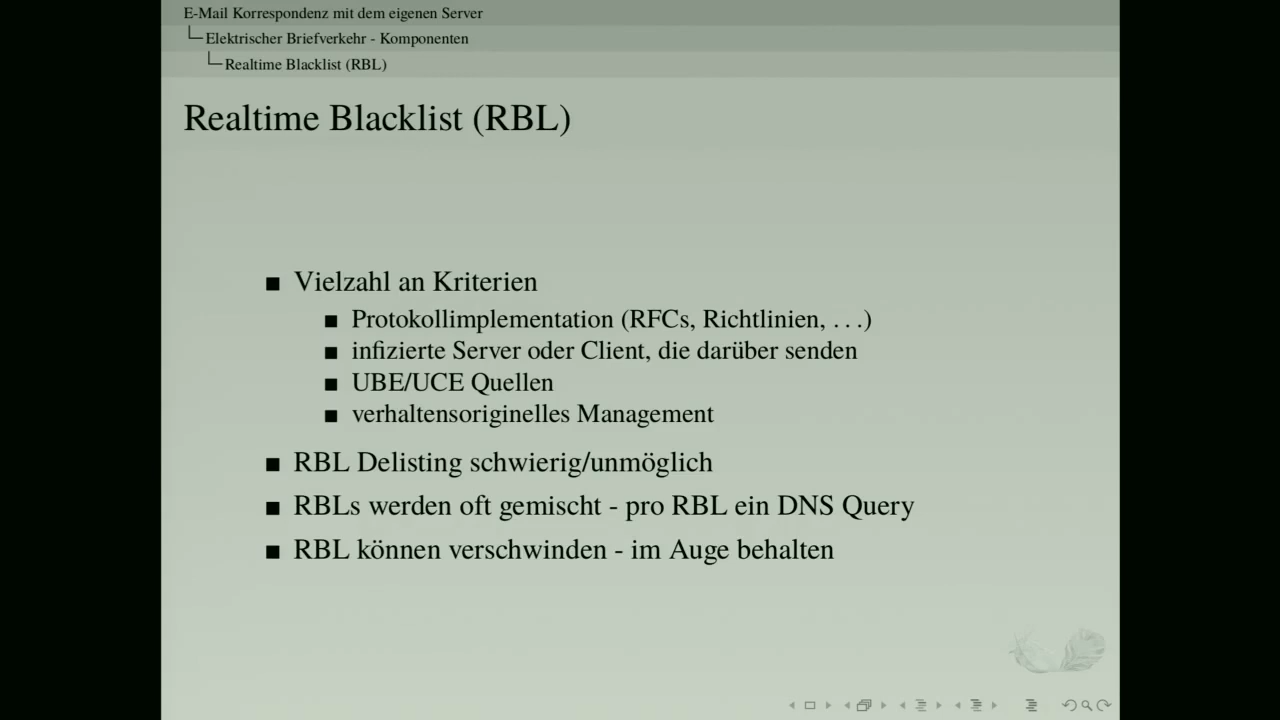 E-Mail Korrespondenz mit dem eigenen Server
Elektrischer Briefverkehr - Komponenten
Realtime Blacklist (RBL)
Realtime Blacklist (RBL)
Vielzahl an Kriterien
Protokollimplementation (RFCs, Richtlinien, . . .)
infizierte Server oder Client, die darüber senden
UBE/UCE Quellen
verhaltensoriginelles Management
RBL Delisting schwierig/unmöglich
RBLs werden oft gemischt - pro RBL ein DNS Query
RBL können verschwinden - im Auge behalten